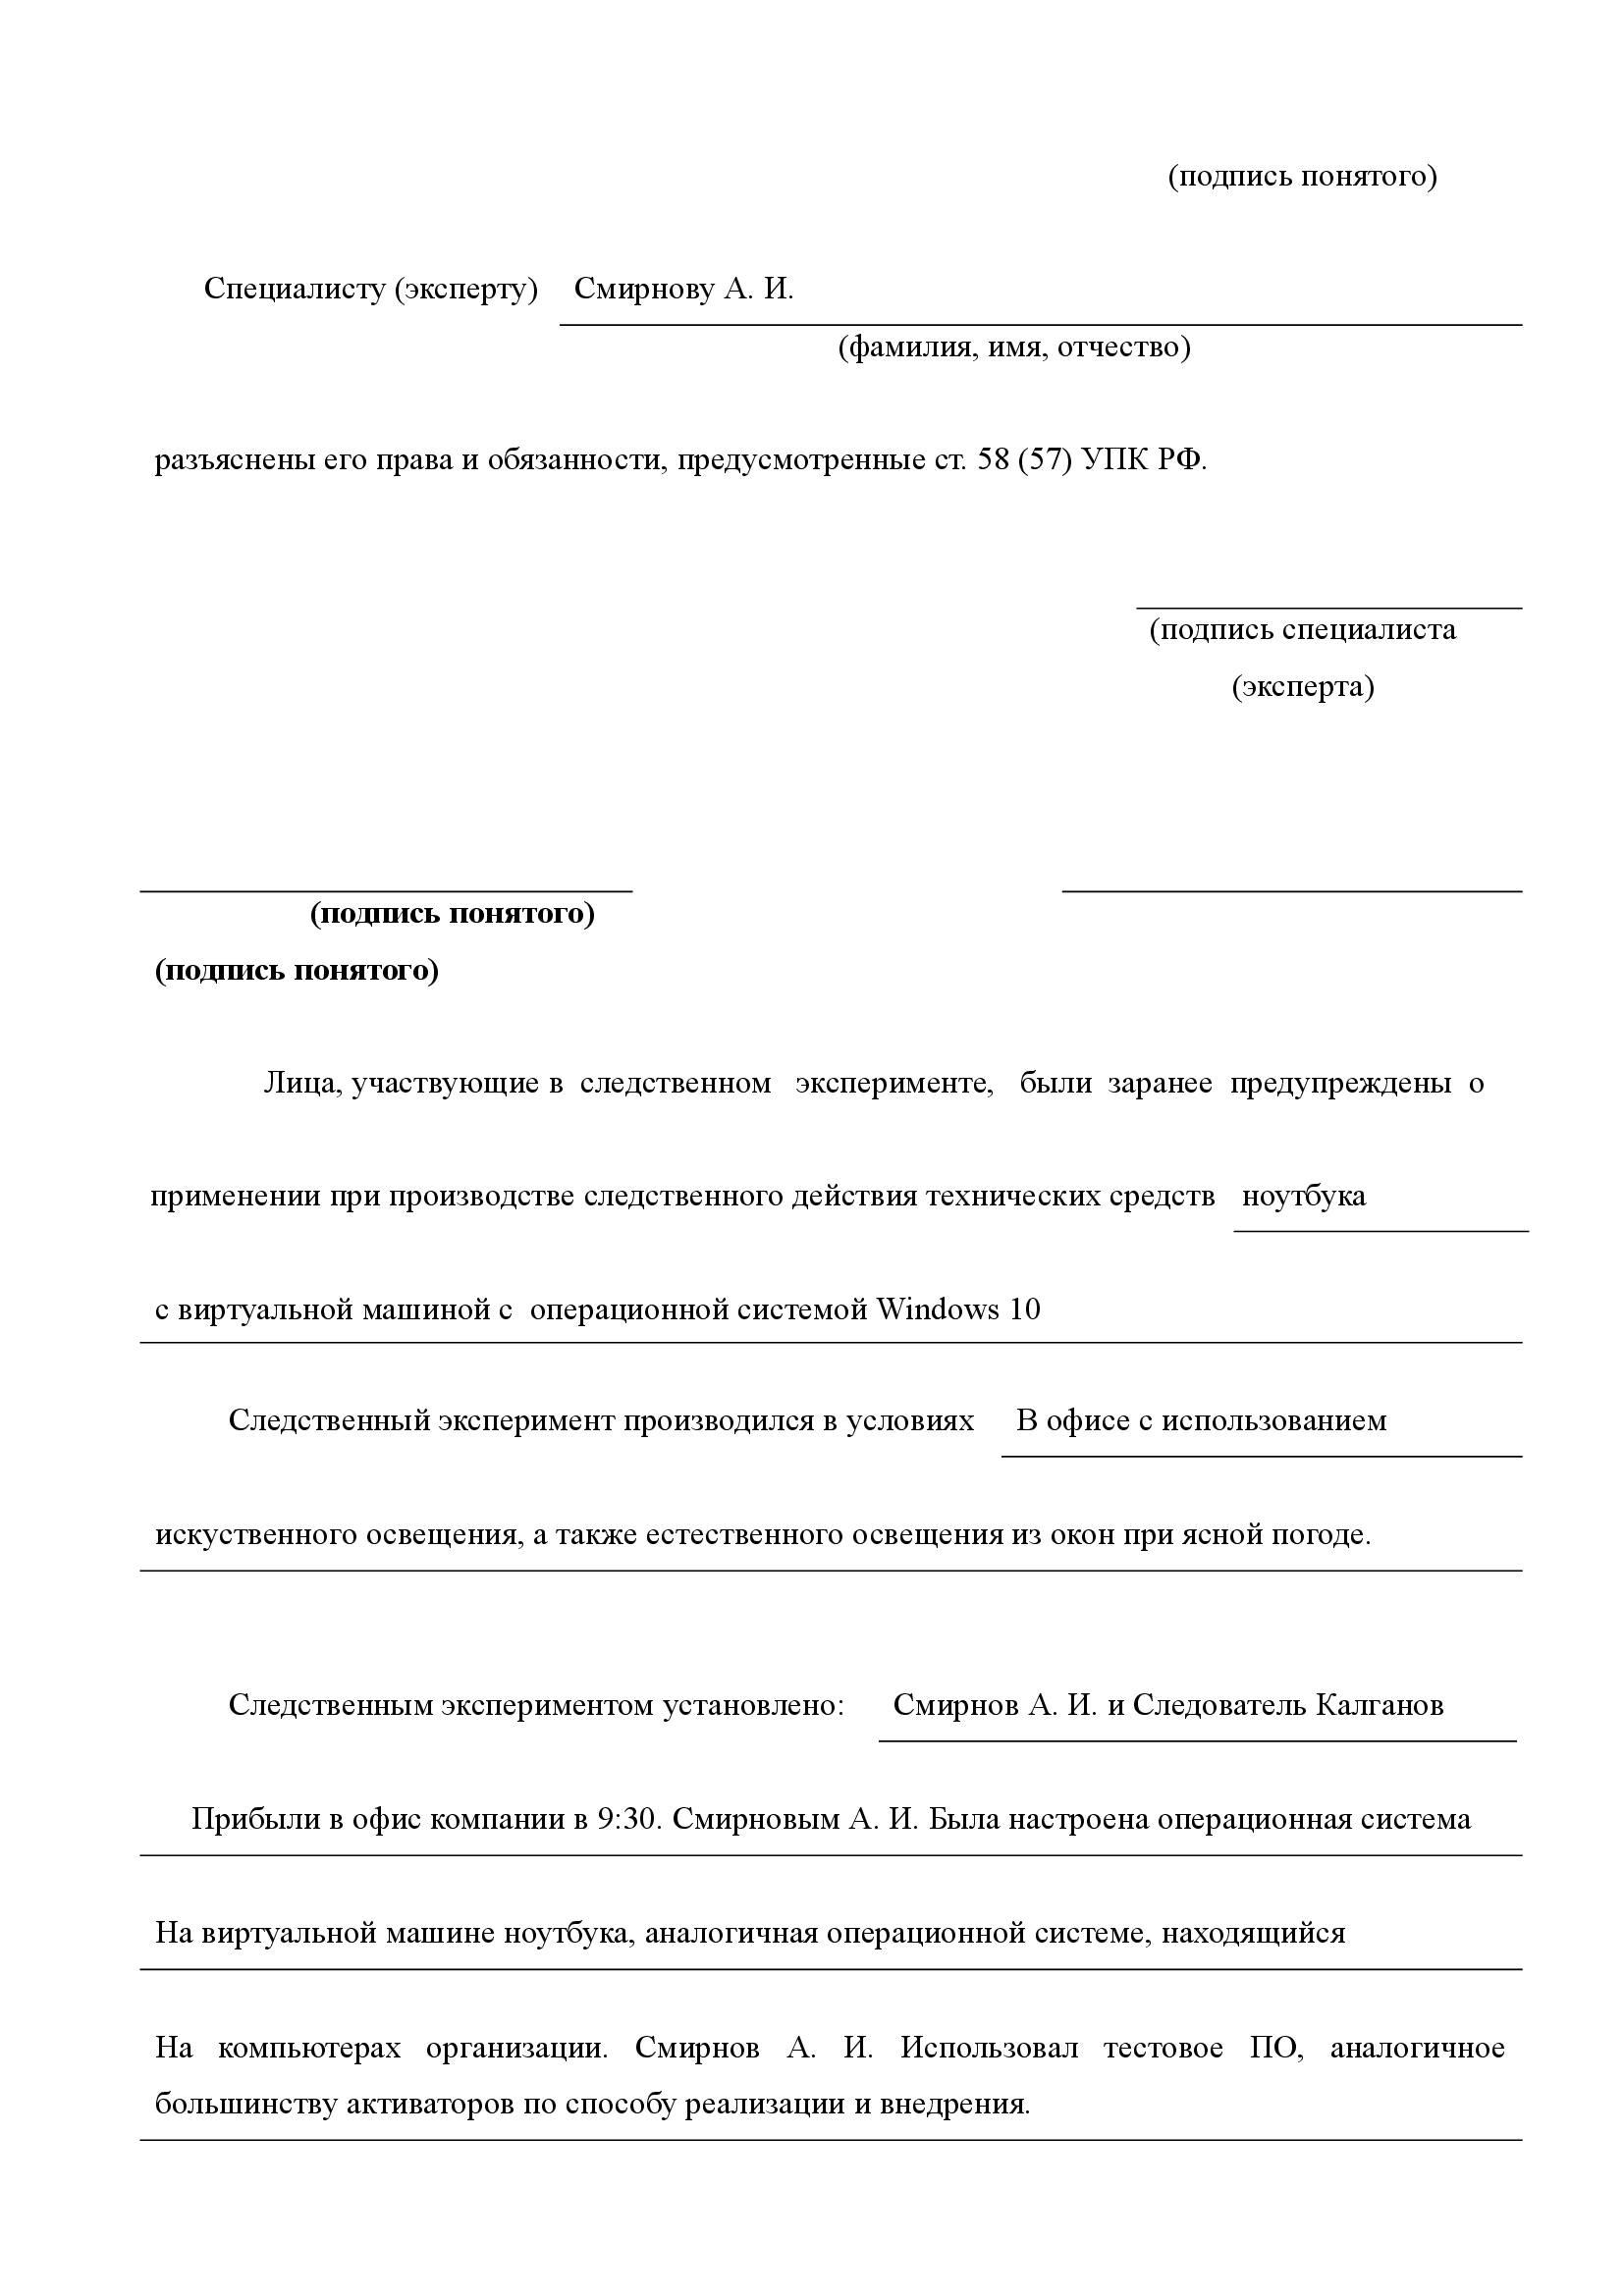 (подпись понятого)
Специалисту (эксперту) Смирнову А. И.
(фамилия, имя, отчество)
разъяснены его права и обязанности, предусмотренные ст. 58 (57) УПК РФ.
(подпись специалиста
(эксперта)
(подпись понятого)
(подпись понятого)
Лица, участвующие в следственном эксперименте, были заранее предупреждены о
применении при производстве следственного действия технических средств ноутбука
с виртуальной машиной с операционной системой Windows 10
Следственный эксперимент производился в условиях В офисе с использованием
искуственного освещения, а также естественного освещения из окон при ясной погоде.
Следственным экспериментом установлено: Смирнов А. И. и Следователь Калганов
Прибыли в офис компании в 9:30. Смирновым А. И. Была настроена операционная система
На виртуальной машине ноутбука, аналогичная операционной системе, находящийся
На компьютерах организации. Смирнов А. И. Использовал тестовое ПО, аналогичное
большинству активаторов по способу реализации и внедрения.